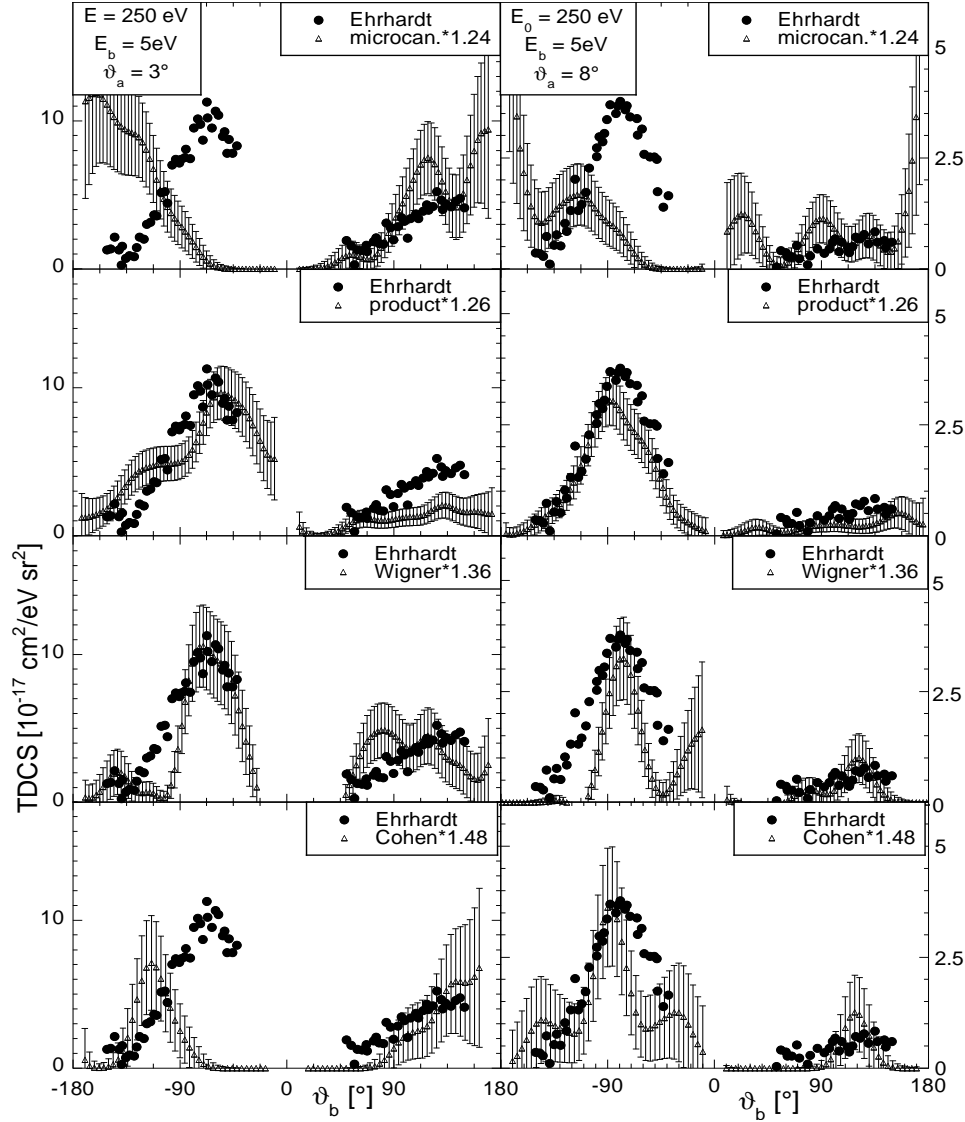 E = 250 eV
E_b = 5eV
ϑ_a = 3°
Ehrhardt
microcan.*1.24
E_0 = 250 eV
E_b = 5eV
ϑ_a = 8°
Ehrhardt
microcan.*1.24
10
0
5
2.5
0
Ehrhardt
product*1.26
Ehrhardt
product*1.26
10
0
5
2.5
0
Ehrhardt
Wigner*1.36
Ehrhardt
Wigner*1.36
10
0
5
2.5
0
Ehrhardt
Cohen*1.48
Ehrhardt
Cohen*1.48
10
0
5
2.5
0
TDCS [10^-17 cm^2/eV sr^2]
-180 -90 0 90 180 -90 0 90 180
ϑ_b [°]
ϑ_b [°]